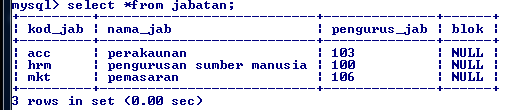 mysql> select *from jabatan;
+---------+------------------------+--------------+------+
| kod_jab | nama_jab | pengurus_jab | blok |
+---------+------------------------+--------------+------+
| acc | perakaunan | 103 | NULL |
| hrm | pengurusan sumber manusia | 100 | NULL |
| mkt | pemasaran | 106 | NULL |
+---------+------------------------+--------------+------+
3 rows in set (0.00 sec)